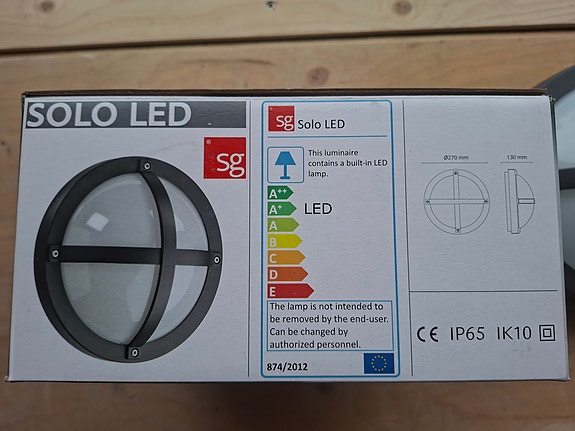 SOLO LED
sg
sg Solo LED
This luminaire
contains a built-in LED
lamp.
A++
A+
A
B
C
D
E
LED
The lamp is not intended to
be removed by the end-user.
Can be changed by
authorized personnel.
874/2012
Ø270 mm
130 mm
CE IP65 IK10